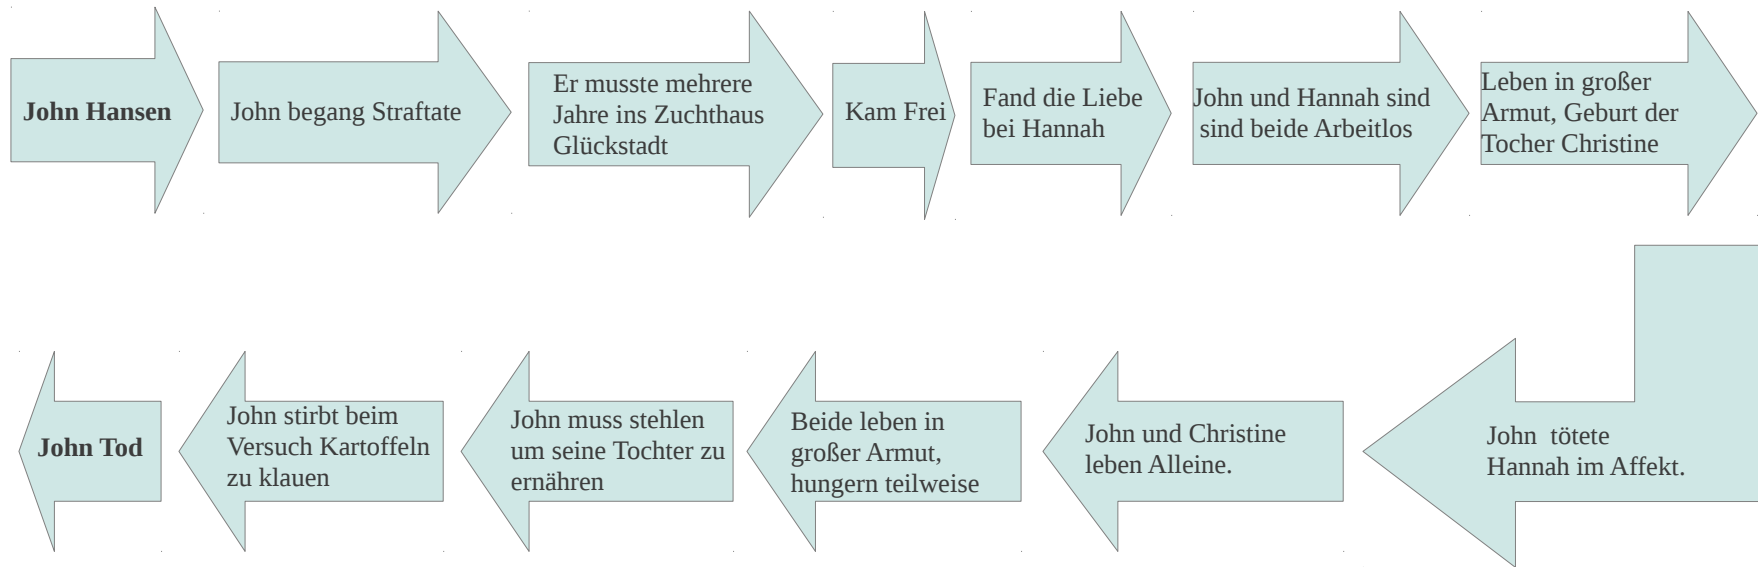 John Hansen
John begang Straftate
Er musste mehrere
Jahre ins Zuchthaus
Glückstadt
Kam Frei
Fand die Liebe
bei Hannah
John und Hannah sind
sind beide Arbeitlos
Leben in großer
Armut, Geburt der
Tocher Christine
John tötete
Hannah im Affekt.
John und Christine
leben Alleine.
Beide leben in
großer Armut,
hungern teilweise
John muss stehlen
um seine Tochter zu
ernähren
John stirbt beim
Versuch Kartoffeln
zu klauen
John Tod